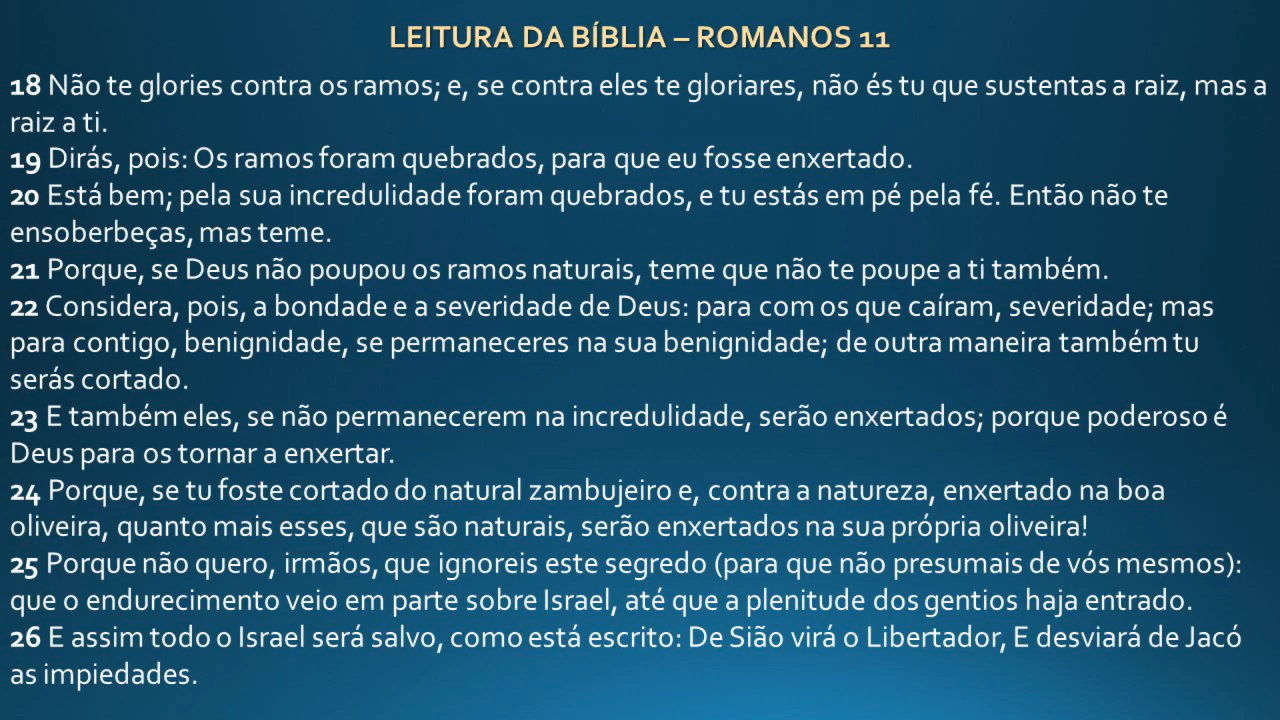 LEITURA DA BÍBLIA – ROMANOS 11
18 Não te glories contra os ramos; e, se contra eles te gloriares, não és tu que sustentas a raiz, mas a
raiz a ti.
19 Dirás, pois: Os ramos foram quebrados, para que eu fosse enxertado.
20 Está bem; pela sua incredulidade foram quebrados, e tu estás em pé pela fé. Então não te
ensoberbeças, mas teme.
21 Porque, se Deus não poupou os ramos naturais, teme que não te poupe a ti também.
22 Considera, pois, a bondade e a severidade de Deus: para com os que caíram, severidade; mas
para contigo, benignidade, se permaneceres na sua benignidade; de outra maneira também tu
serás cortado.
23 E também eles, se não permanecerem na incredulidade, serão enxertados; porque poderoso é
Deus para os tornar a enxertar.
24 Porque, se tu foste cortado do natural zambujeiro e, contra a natureza, enxertado na boa
oliveira, quanto mais esses, que são naturais, serão enxertados na sua própria oliveira!
25 Porque não quero, irmãos, que ignoreis este segredo (para que não presumais de vós mesmos):
que o endurecimento veio em parte sobre Israel, até que a plenitude dos gentios haja entrado.
26 E assim todo o Israel será salvo, como está escrito: De Sião virá o Libertador, E desviará de Jacó
as impiedades.